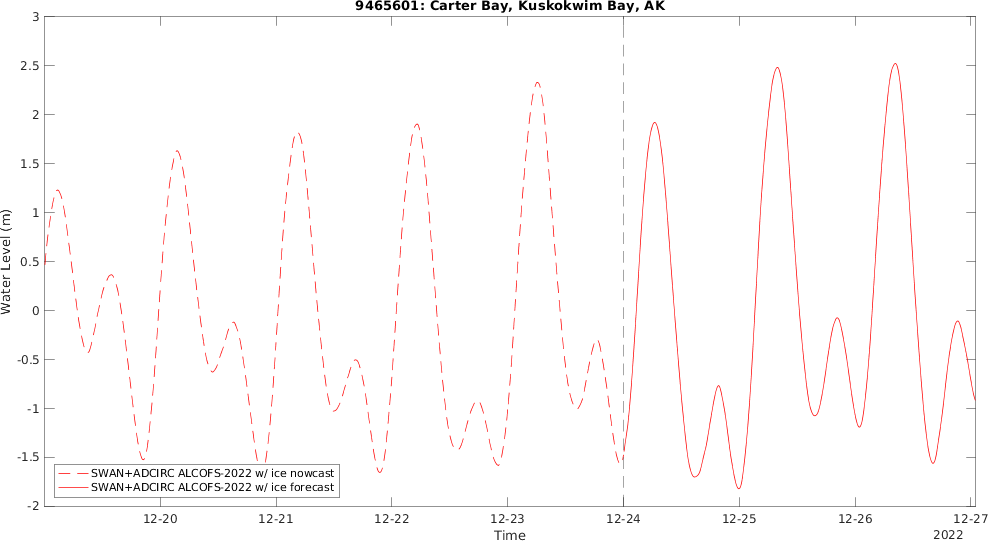 9465601: Carter Bay, Kuskokwim Bay, AK
3
2.5
2
1.5
1
0.5
0
-0.5
-1
-1.5
-2
Water Level (m)
SWAN+ADCIRC ALCOFS-2022 w/ ice nowcast
SWAN+ADCIRC ALCOFS-2022 w/ ice forecast
12-20 12-21 12-22 12-23 12-24 12-25 12-26 12-27
Time
2022